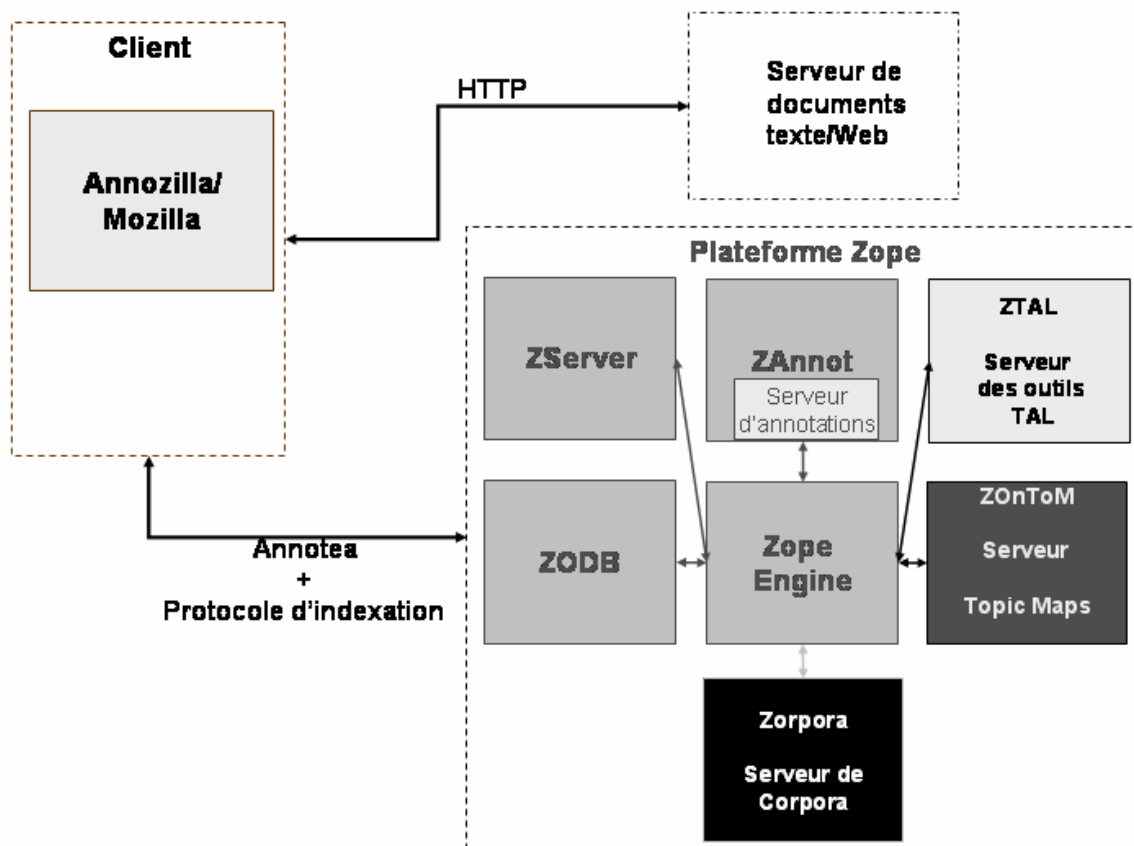 Client
Annozilla/
Mozilla
HTTP
Serveur de
documents
texte/Web
Annotea
+
Protocole d'indexation
Plateforme Zope
ZServer
ZAnnot
Serveur
d'annotations
ZTAL
Serveur
des outils
TAL
ZODB
Zope
Engine
ZOnToM
Serveur
Topic Maps
Zorpora
Serveur de
Corpora